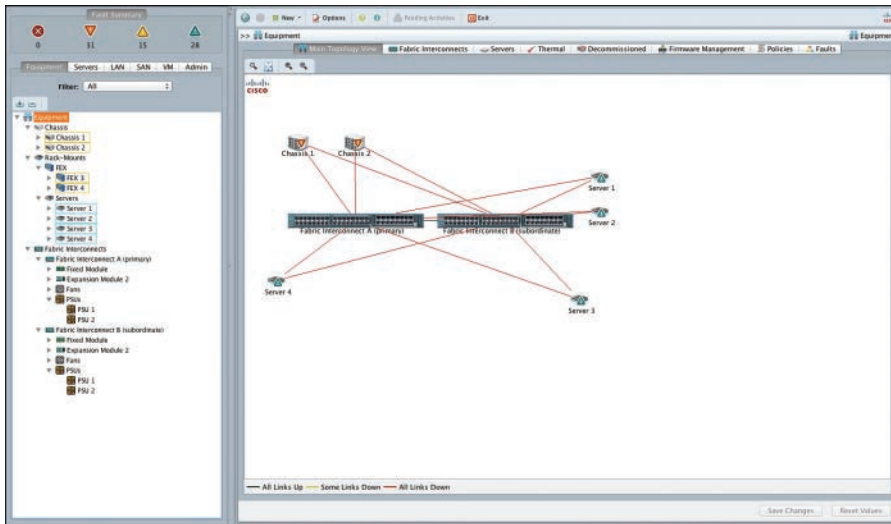 Fault Summary
0 31 15 28
Equipment Servers LAN SAN VM Admin
Filter: All
Equipment
Chassis
Chassis 1
Chassis 2
Rack-Mounts
FEX
FEX 3
FEX 4
Servers
Server 1
Server 2
Server 3
Server 4
Fabric Interconnects
Fabric Interconnect A (primary)
Fixed Module
Expansion Module 2
Fans
PSUs
PSU 1
PSU 2
Fabric Interconnect B (subordinate)
Fixed Module
Expansion Module 2
Fans
PSUs
PSU 1
PSU 2
New Options Pending Activities Exit
>> Equipment
Equipmen
Main Topology View Fabric Interconnects Servers Thermal Decommissioned Firmware Management Policies Faults
CISCO
Chassis 1 Chassis 2
Server 1
Server 2
Fabric Interconnect A (primary) Fabric Interconnect B (subordinate)
Server 4
Server 3
All Links Up Some Links Down All Links Down
Save Changes Reset Values